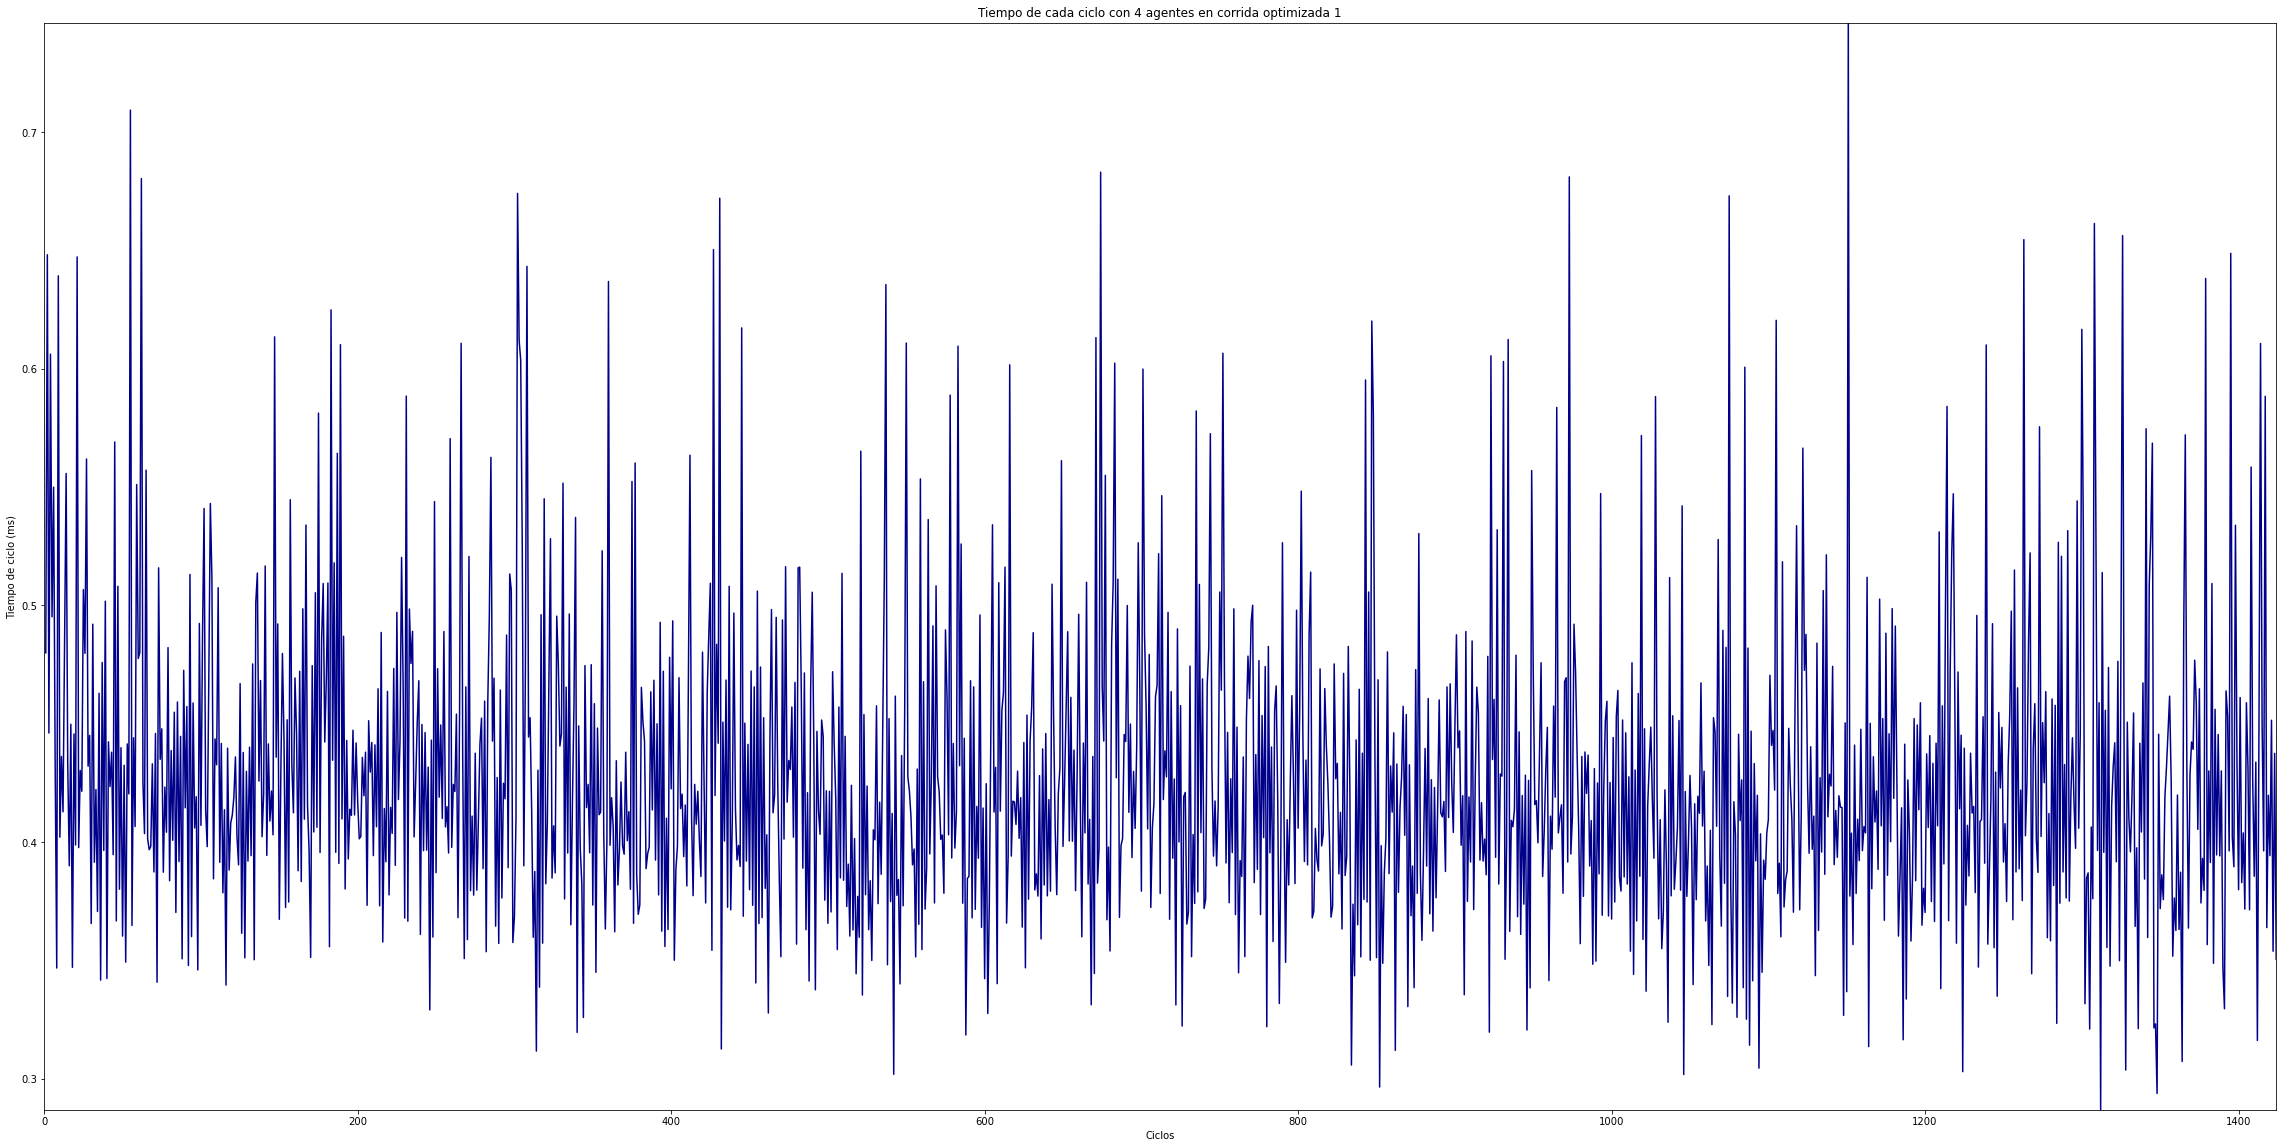 Tiempo de cada ciclo con 4 agentes en corrida optimizada 1
0.7
0.6
0.5
0.4
0.3
Tiempo de ciclo (ms)
0 200 400 600 800 1000 1200 1400
Ciclos